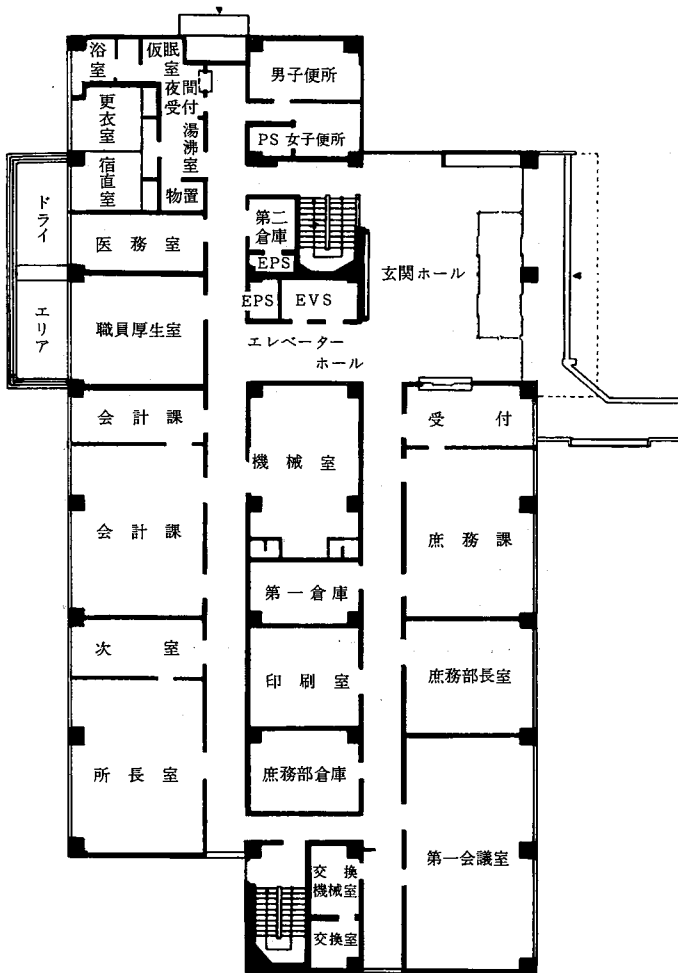 浴室
仮眠室
夜間受付
男子便所
更衣室
湯沸室
PS 女子便所
宿直室
物置
ドライ
エリア
医務室
第二
倉庫
EPS
玄関ホール
EPS
EVS
職員厚生室
エレベーター
ホール
会計課
受付
機械室
会計課
庶務課
第一倉庫
次室
印刷室
庶務部長室
所長室
庶務部倉庫
第一会議室
交換
機械室
交換室